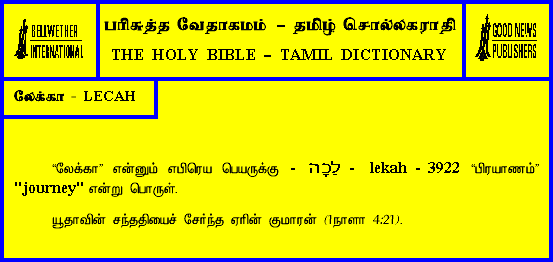 BELLWETHER
INTERNATIONAL
பரிசுத்த வேதாகமம் – தமிழ் சொல்லகராதி
THE HOLY BIBLE – TAMIL DICTIONARY
GOOD NEWS
PUBLISHERS
லேக்கா - LECAH
“லேக்கா” என்னும் எபிரெய பெயருக்கு - לֵכָה - lekah - 3922 “பிரயாணம்”
"journey" என்று பொருள்.
யூதாவின் சந்ததியைச் சேர்ந்த ஏரின் குமாரன் (1நாளா 4:21).